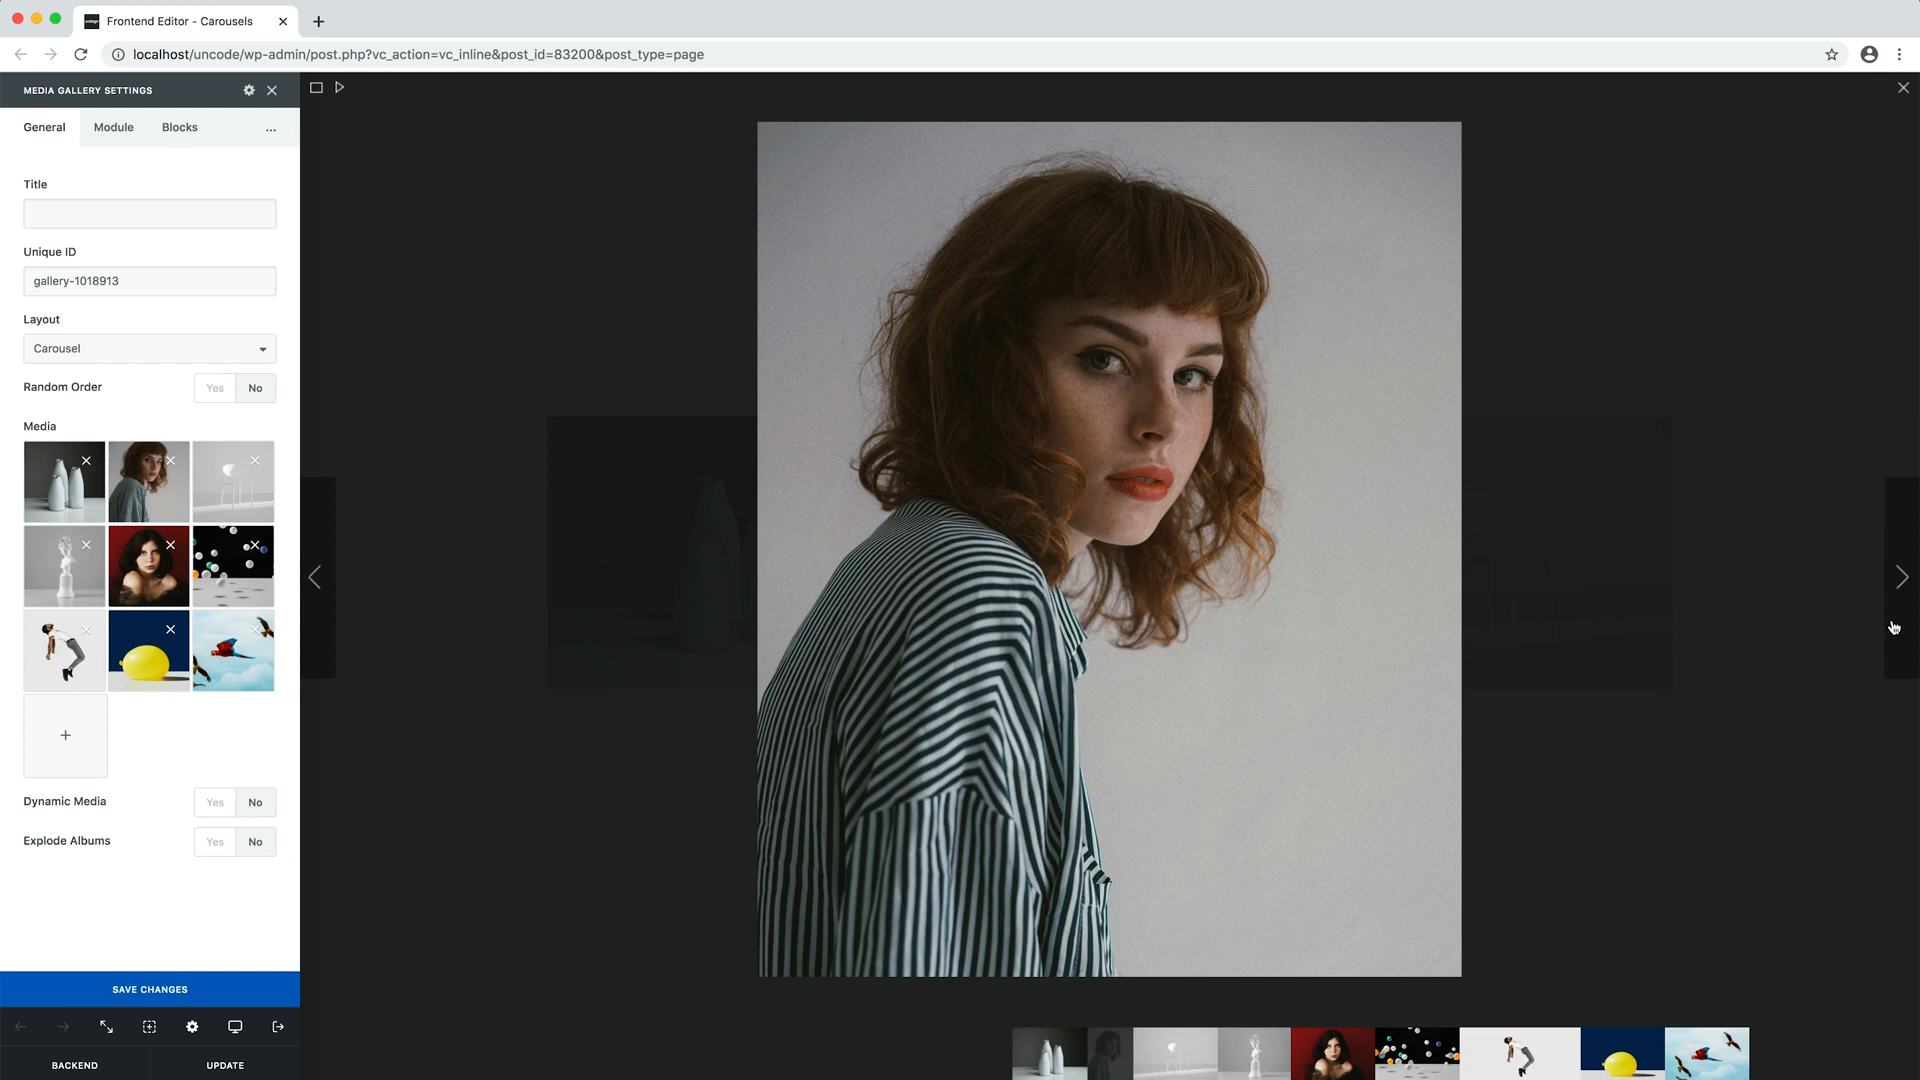 Frontend Editor - Carousels
localhost/uncode/wp-admin/post.php?vc_action=vc_inline&post_id=83200&post_type=page
MEDIA GALLERY SETTINGS
General Module Blocks ...
Title
Unique ID
gallery-1018913
Layout
Carousel
Random Order Yes No
Media
Dynamic Media Yes No
Explode Albums Yes No
SAVE CHANGES
BACKEND UPDATE